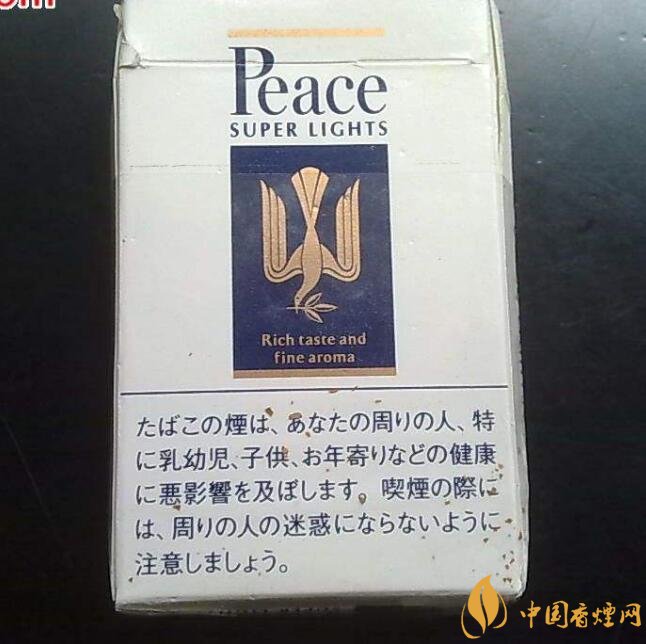 Peace
SUPER LIGHTS
Rich taste and
fine aroma
たばこの煙は、あなたの周りの人、特
に乳幼児、子供、お年寄りなどの健康
に悪影響を及ぼします。喫煙の際に
は、周りの人の迷惑にならないように
注意しましょう。
中国香烟网